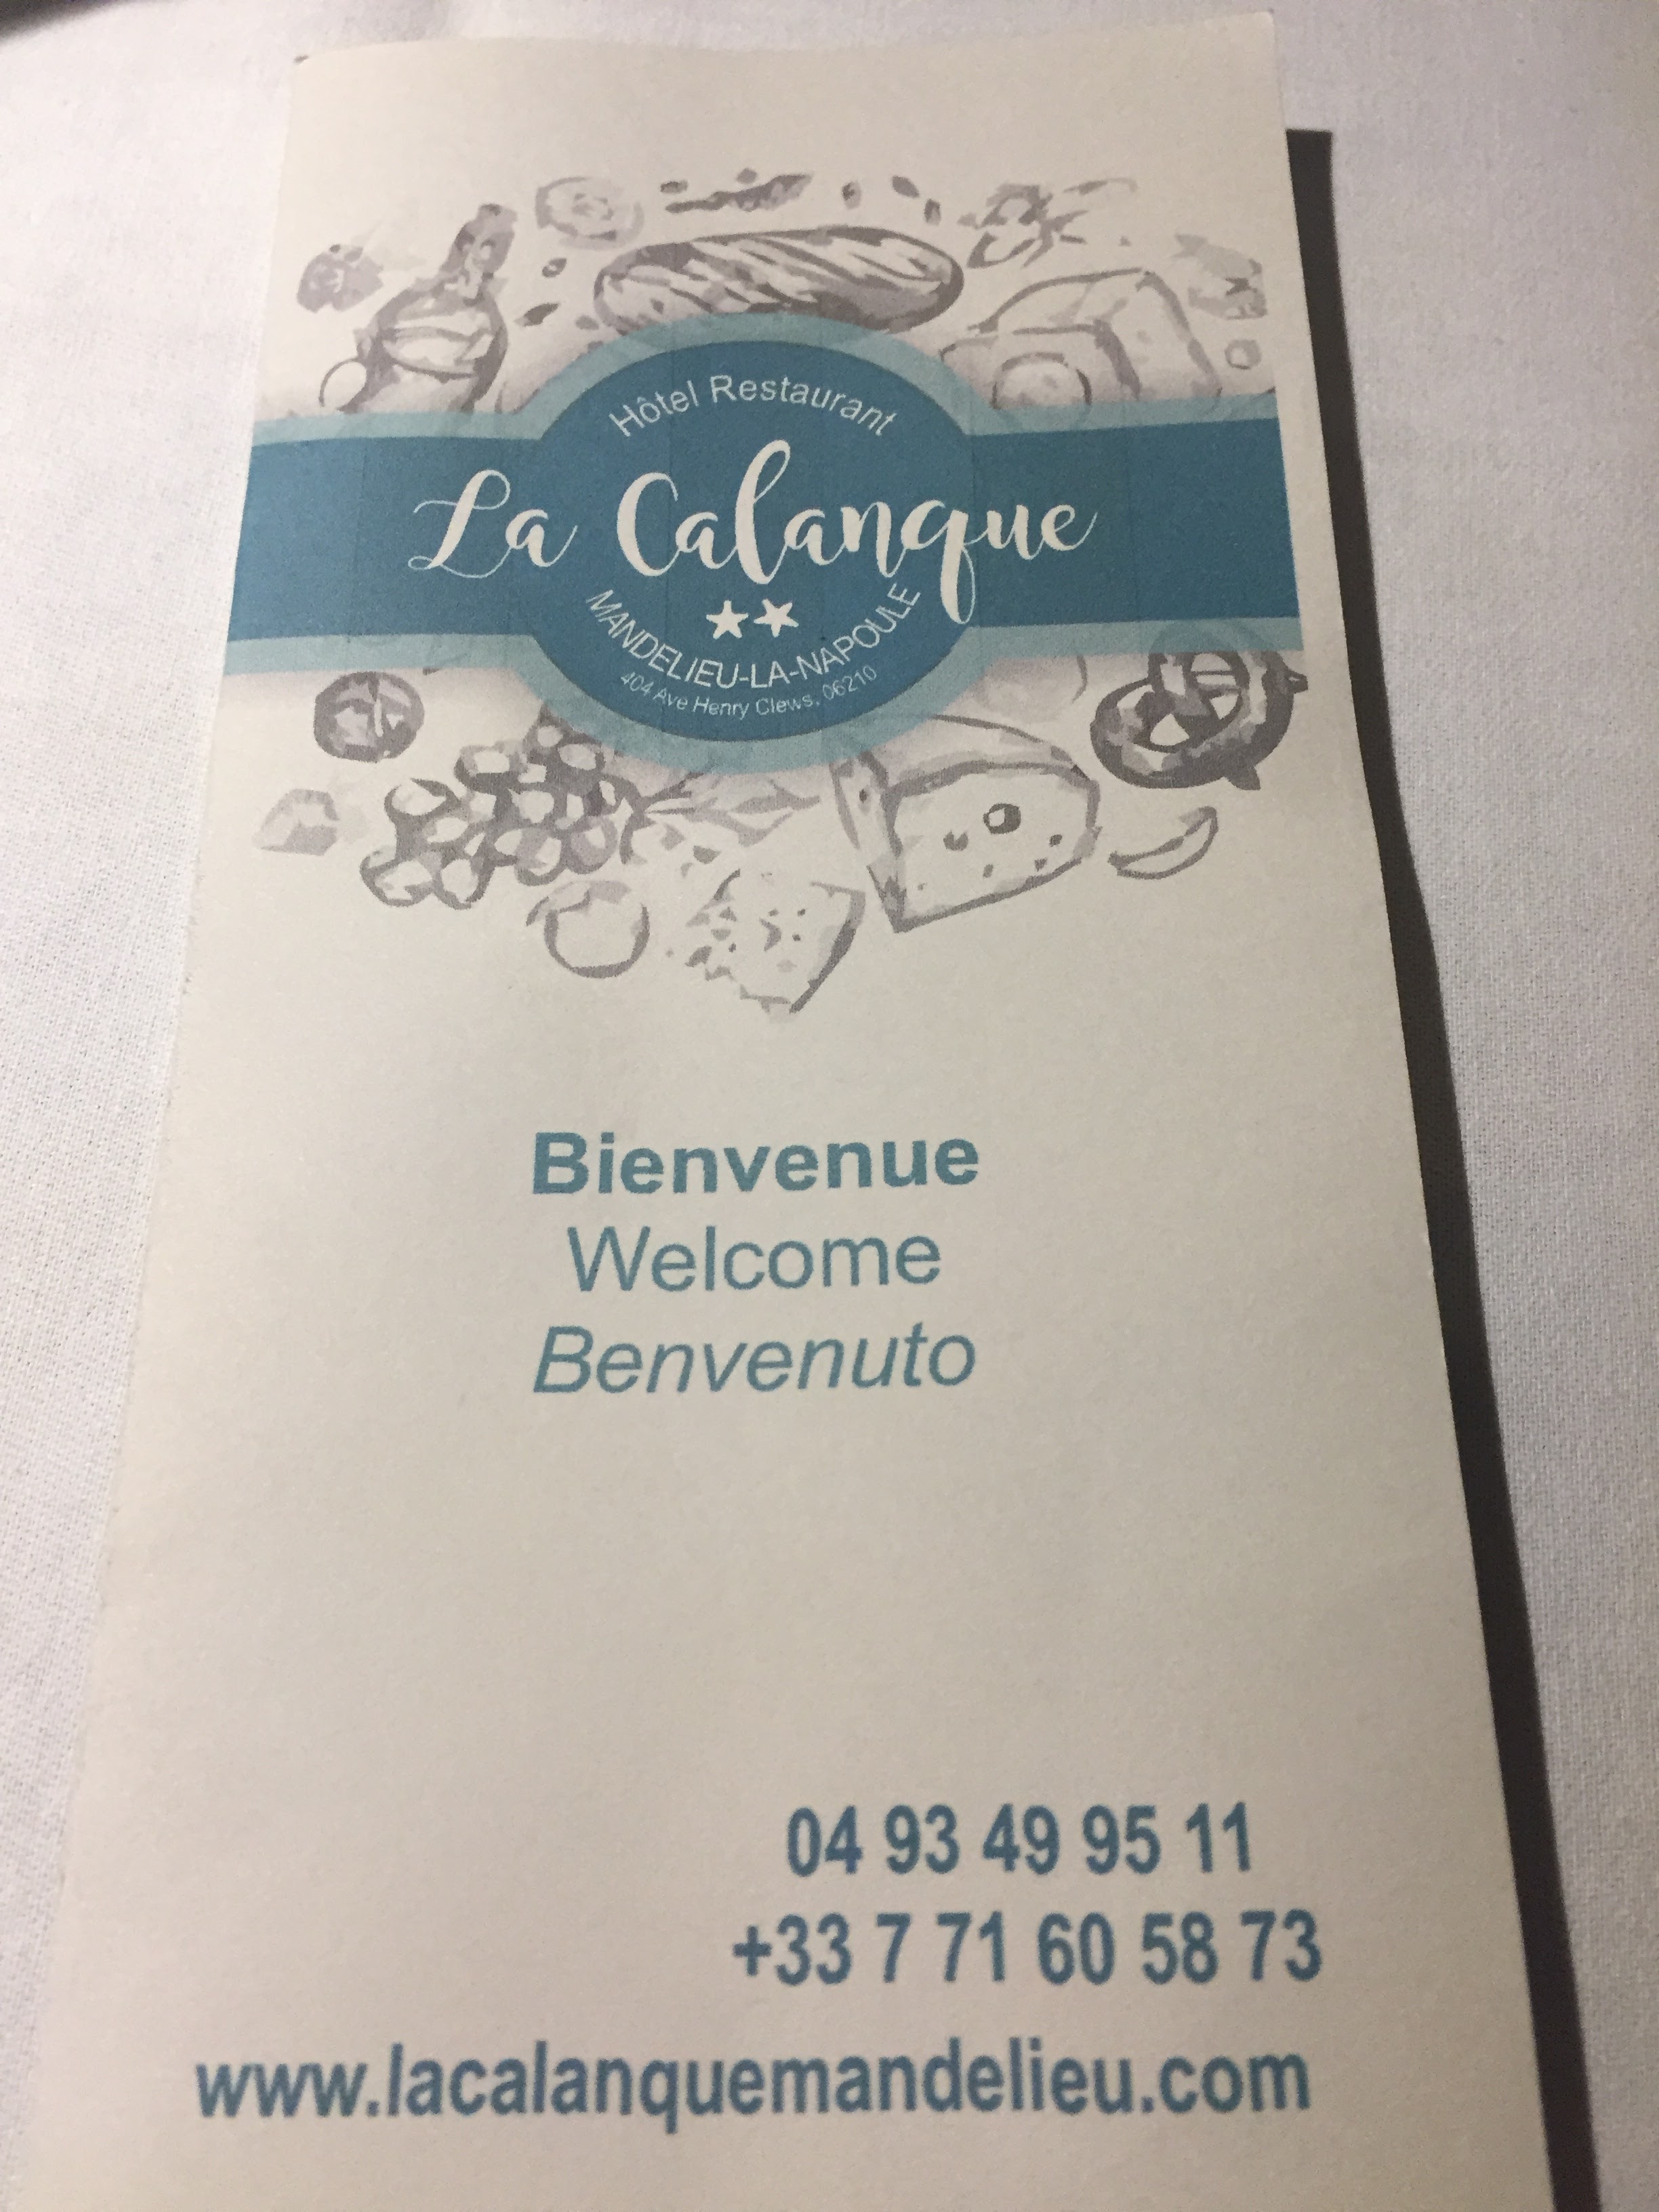 Hôtel Restaurant
La Calanque
MANDELIEU-LA-NAPOULE
404 Ave Henry Clews, 06210
Bienvenue
Welcome
Benvenuto
04 93 49 95 11
+33 7 71 60 58 73
www.lacalanquemandelieu.com